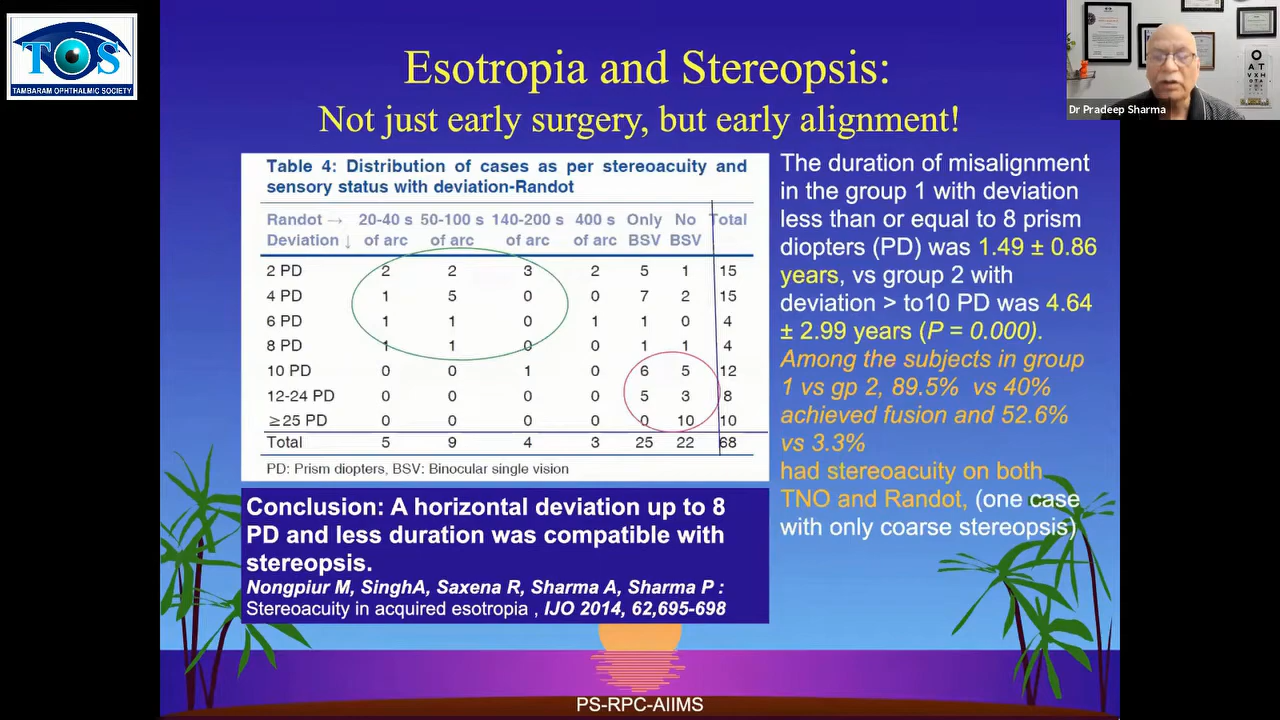 TOS
TAMBARAM OPHTHALMIC SOCIETY
Esotropia and Stereopsis:
Not just early surgery, but early alignment!
Dr Pradeep Sharma
Table 4: Distribution of cases as per stereoacuity and
sensory status with deviation-Randot
Randot → 20-40 s 50-100 s 140-200 s 400 s Only No Total
Deviation ↓ of arc of arc of arc of arc BSV BSV
2 PD 2 2 3 2 5 1 15
4 PD 1 5 0 0 7 2 15
6 PD 1 1 0 1 1 0 4
8 PD 1 1 0 0 1 1 4
10 PD 0 0 1 0 6 5 12
12-24 PD 0 0 0 0 5 3 8
≥25 PD 0 0 0 0 0 10 10
Total 5 9 4 3 25 22 68
PD: Prism diopters, BSV: Binocular single vision
Conclusion: A horizontal deviation up to 8
PD and less duration was compatible with
stereopsis.
Nongpiur M, SinghA, Saxena R, Sharma A, Sharma P :
Stereoacuity in acquired esotropia , IJO 2014, 62,695-698
The duration of misalignment
in the group 1 with deviation
less than or equal to 8 prism
diopters (PD) was 1.49 ± 0.86
years, vs group 2 with
deviation > to10 PD was 4.64
± 2.99 years (P = 0.000).
Among the subjects in group
1 vs gp 2, 89.5% vs 40%
achieved fusion and 52.6%
vs 3.3%
had stereoacuity on both
TNO and Randot, (one case
with only coarse stereopsis)
PS-RPC-AIIMS